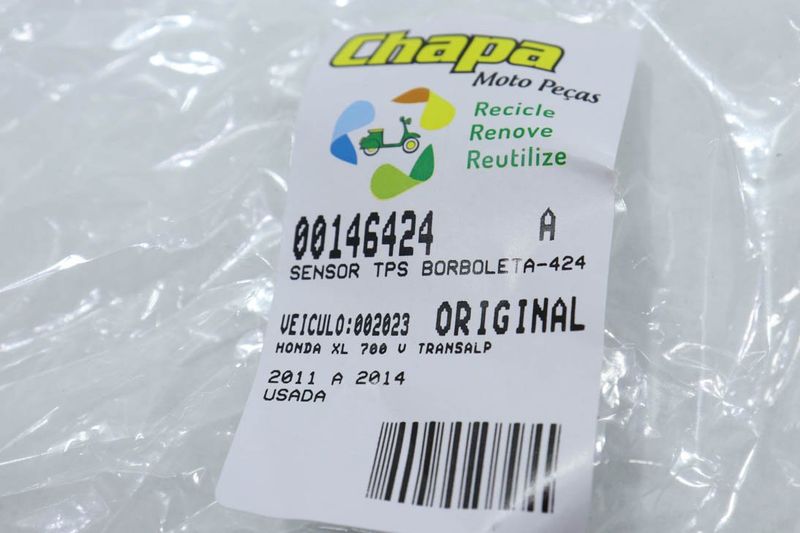 Chapa
Moto Peças
Recicle
Renove
Reutilize
00146424 A
SENSOR TPS BORBOLETA-424
VEICULO:002023 ORIGINAL
HONDA XL 700 V TRANSALP
2011 A 2014
USADA